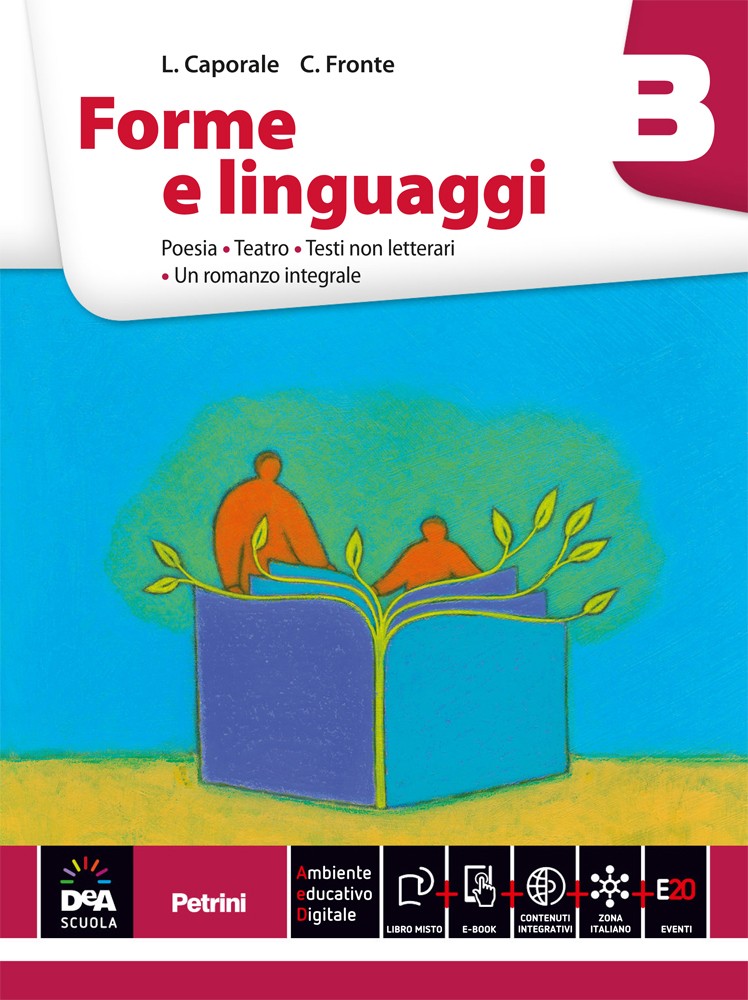 L. Caporale C. Fronte
B
Forme
e linguaggi
Poesia • Teatro • Testi non letterari
• Un romanzo integrale
DeA
SCUOLA
Petrini
Ambiente
educativo
Digitale
LIBRO MISTO
+
E-BOOK
+
CONTENUTI
INTEGRATIVI
+
ZONA
ITALIANO
+
E20
EVENTI